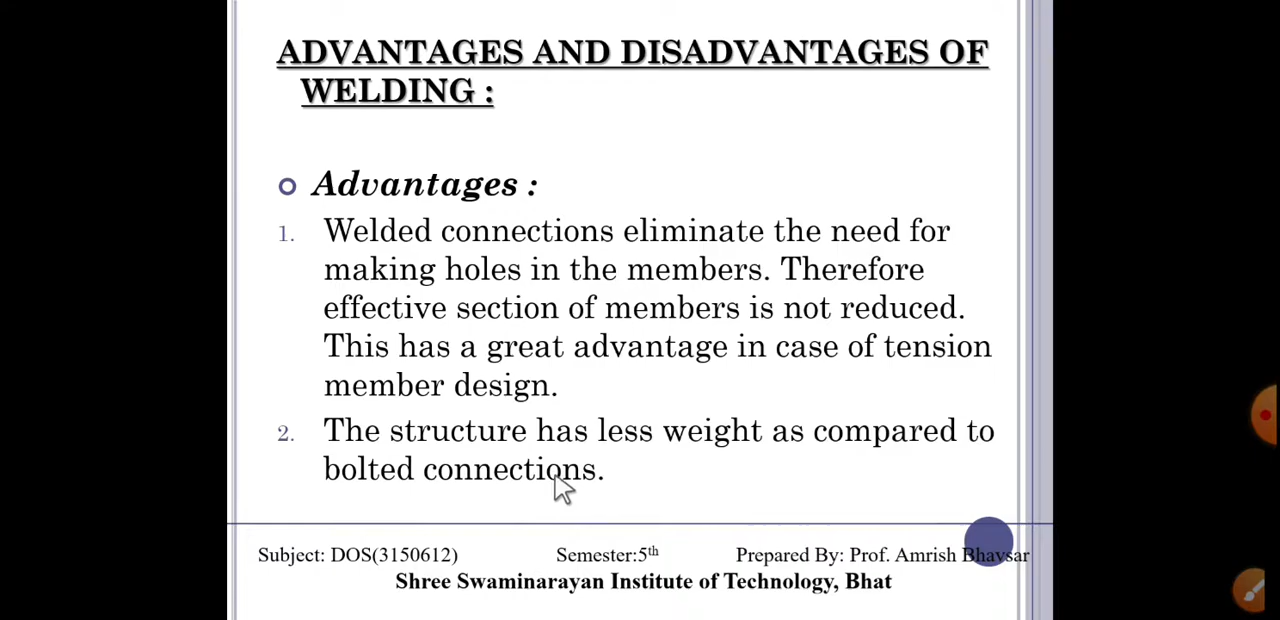 ADVANTAGES AND DISADVANTAGES OF
WELDING :
Advantages :
1. Welded connections eliminate the need for
making holes in the members. Therefore
effective section of members is not reduced.
This has a great advantage in case of tension
member design.
2. The structure has less weight as compared to
bolted connections.
Subject: DOS(3150612) Semester:5th Prepared By: Prof. Amrish Bhavsar
Shree Swaminarayan Institute of Technology, Bhat